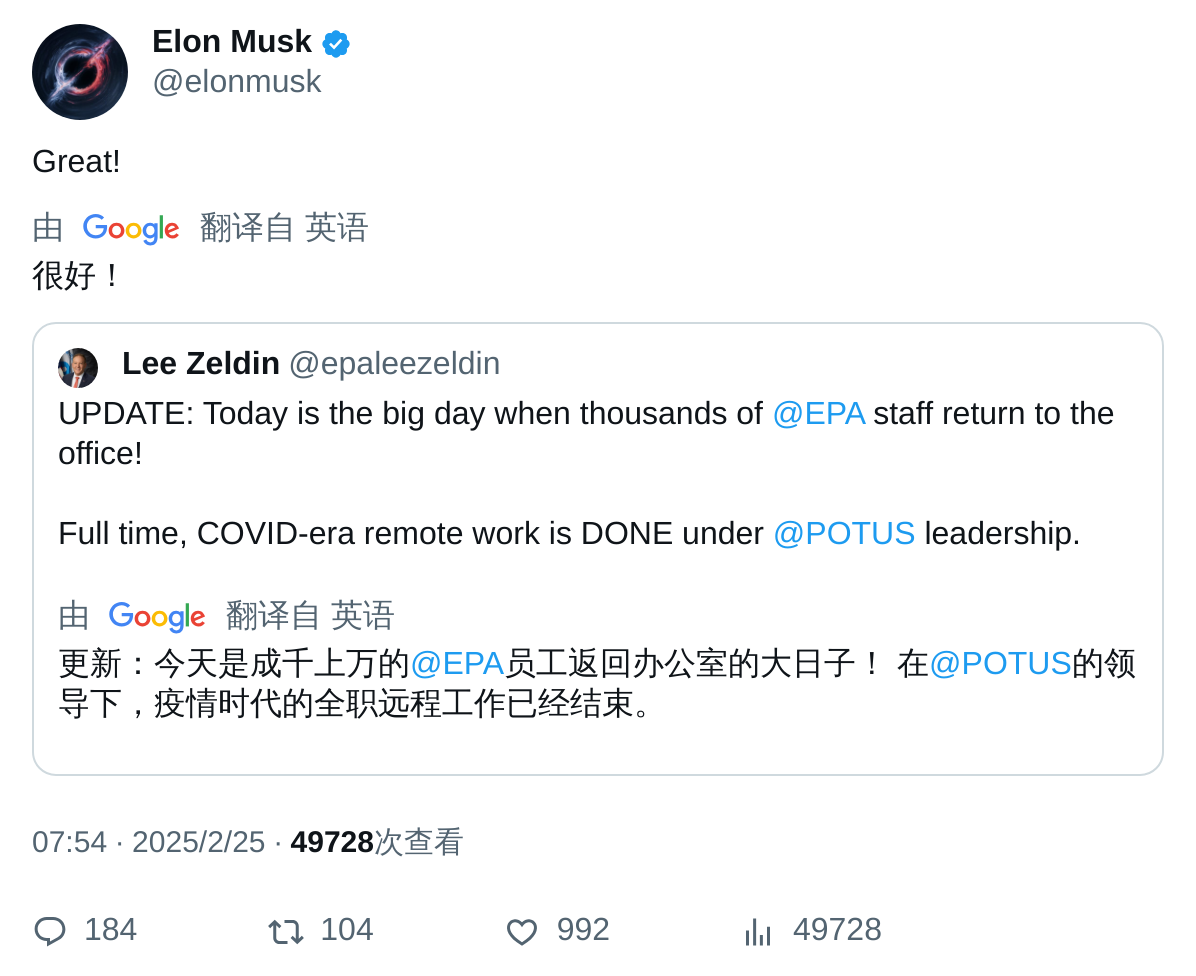 Elon Musk
@elonmusk
Great!
由 Google 翻译自 英语
很好！
Lee Zeldin @epaleezeldin
UPDATE: Today is the big day when thousands of @EPA staff return to the
office!
Full time, COVID-era remote work is DONE under @POTUS leadership.
由 Google 翻译自 英语
更新：今天是成千上万的@EPA员工返回办公室的大日子！ 在@POTUS的领
导下，疫情时代的全职远程工作已经结束。
07:54 · 2025/2/25 · 49728次查看
184 104 992 49728